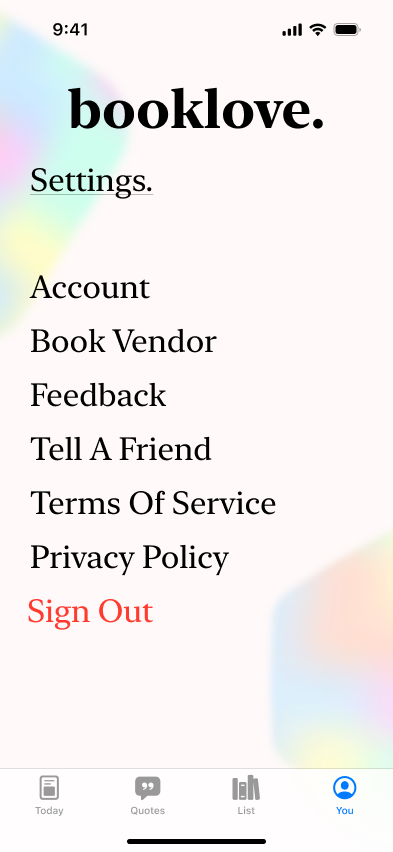 9:41
booklove.
Settings.
Account
Book Vendor
Feedback
Tell A Friend
Terms Of Service
Privacy Policy
Sign Out
Today
Quotes
List
You